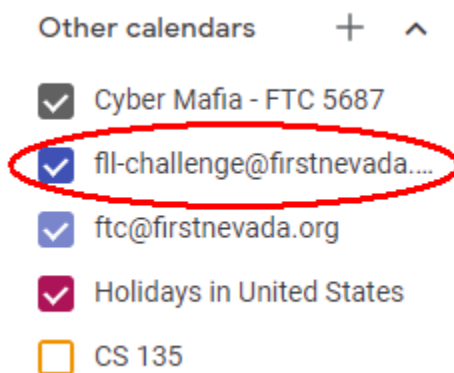 Other calendars
Cyber Mafia - FTC 5687
fll-challenge@firstnevada....
ftc@firstnevada.org
Holidays in United States
CS 135